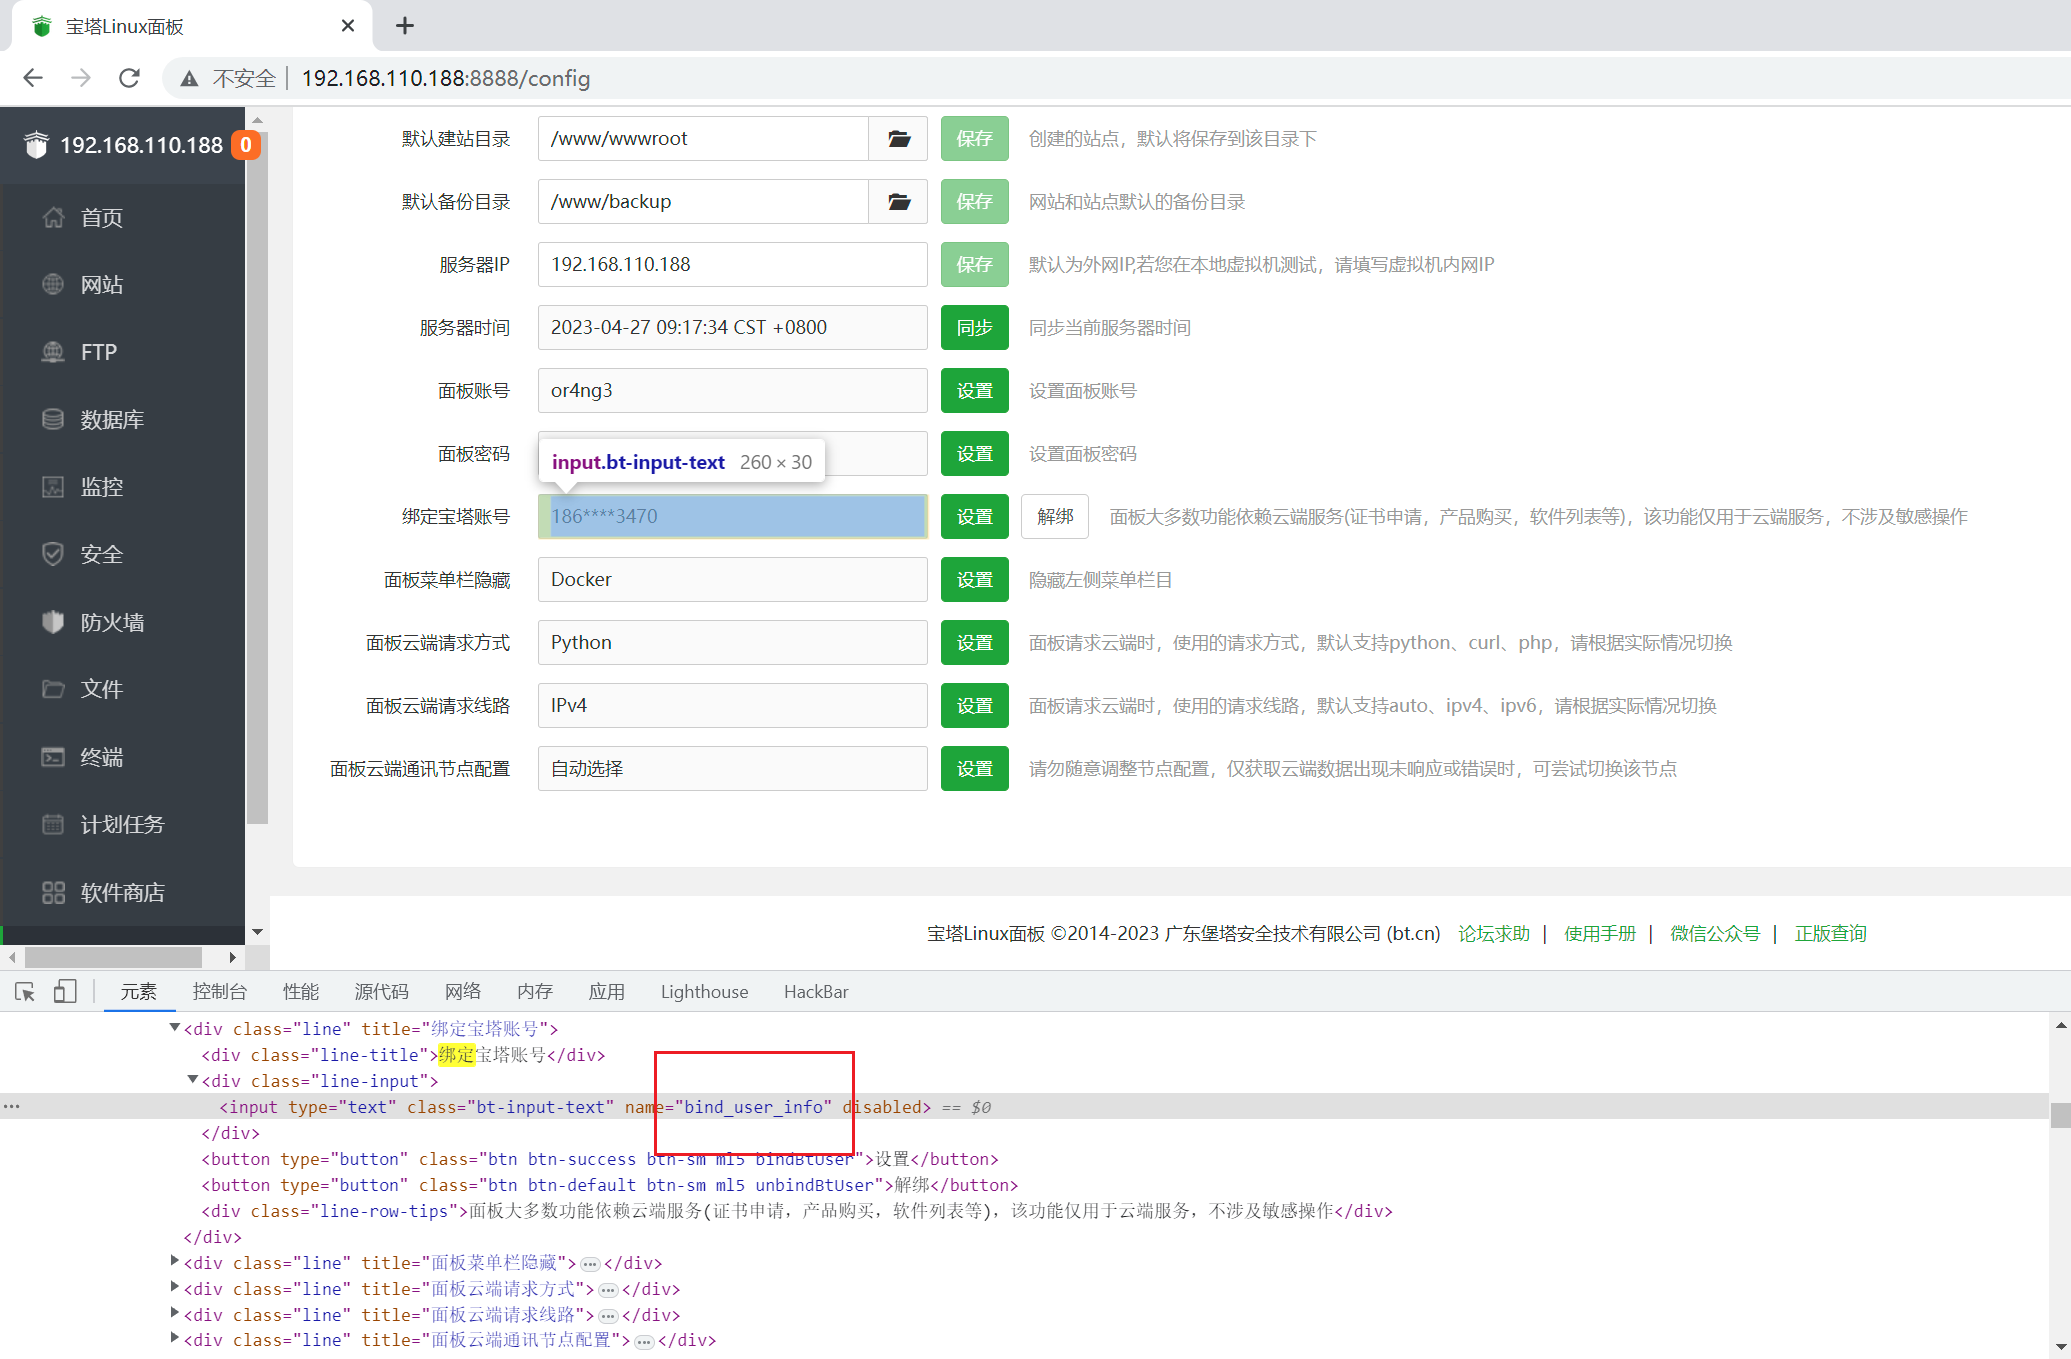 宝塔Linux面板
不安全 192.168.110.188:8888/config
192.168.110.188 0
首页
网站
FTP
数据库
监控
安全
防火墙
文件
终端
计划任务
软件商店
默认建站目录 /www/wwwroot 保存 创建的站点，默认将保存到该目录下
默认备份目录 /www/backup 保存 网站和站点默认的备份目录
服务器IP 192.168.110.188 保存 默认为外网IP,若您在本地虚拟机测试，请填写虚拟机内网IP
服务器时间 2023-04-27 09:17:34 CST +0800 同步 同步当前服务器时间
面板账号 or4ng3 设置 设置面板账号
面板密码 设置 设置面板密码
input.bt-input-text 260 × 30
绑定宝塔账号 186****3470 设置 解绑 面板大多数功能依赖云端服务(证书申请，产品购买，软件列表等)，该功能仅用于云端服务，不涉及敏感操作
面板菜单栏隐藏 Docker 设置 隐藏左侧菜单栏目
面板云端请求方式 Python 设置 面板请求云端时，使用的请求方式，默认支持python、curl、php，请根据实际情况切换
面板云端请求线路 IPv4 设置 面板请求云端时，使用的请求线路，默认支持auto、ipv4、ipv6，请根据实际情况切换
面板云端通讯节点配置 自动选择 设置 请勿随意调整节点配置，仅获取云端数据出现未响应或错误时，可尝试切换该节点
宝塔Linux面板 ©2014-2023 广东堡塔安全技术有限公司 (bt.cn) 论坛求助 | 使用手册 | 微信公众号 | 正版查询
元素 控制台 性能 源代码 网络 内存 应用 Lighthouse HackBar
<div class="line" title="绑定宝塔账号">
<div class="line-title">绑定宝塔账号</div>
<div class="line-input">
<input type="text" class="bt-input-text" name="bind_user_info" disabled> == $0
</div>
<button type="button" class="btn btn-success btn-sm ml5 bindBtUser">设置</button>
<button type="button" class="btn btn-default btn-sm ml5 unbindBtUser">解绑</button>
<div class="line-row-tips">面板大多数功能依赖云端服务(证书申请，产品购买，软件列表等)，该功能仅用于云端服务，不涉及敏感操作</div>
</div>
<div class="line" title="面板菜单栏隐藏">…</div>
<div class="line" title="面板云端请求方式">…</div>
<div class="line" title="面板云端请求线路">…</div>
<div class="line" title="面板云端通讯节点配置">…</div>